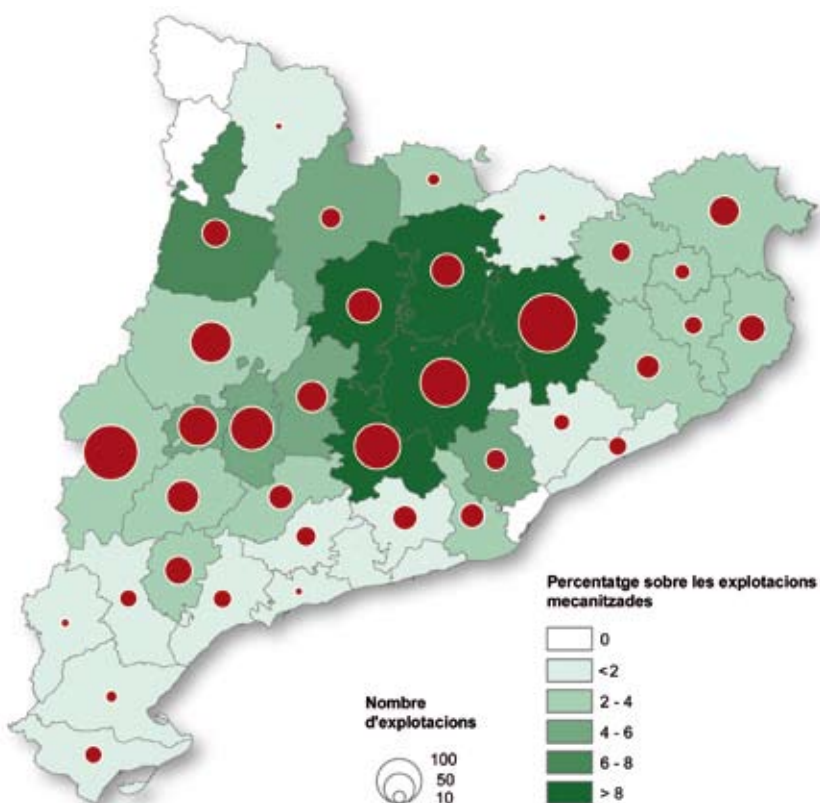 Percentatge sobre les explotacions
mecanitzades
0
<2
2 - 4
4 - 6
6 - 8
> 8
Nombre
d'explotacions
100
50
10